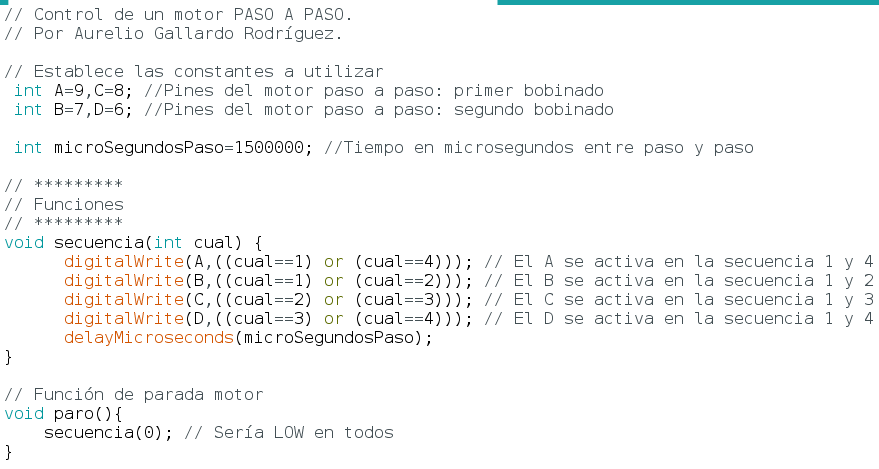 // Control de un motor PASO A PASO.
// Por Aurelio Gallardo Rodríguez.
// Establece las constantes a utilizar
int A=9,C=8; //Pines del motor paso a paso: primer bobinado
int B=7,D=6; //Pines del motor paso a paso: segundo bobinado
int microSegundosPaso=1500000; //Tiempo en microsegundos entre paso y paso
// *********
// Funciones
// *********
void secuencia(int cual) {
digitalWrite(A,((cual==1) or (cual==4))); // El A se activa en la secuencia 1 y 4
digitalWrite(B,((cual==1) or (cual==2))); // El B se activa en la secuencia 1 y 2
digitalWrite(C,((cual==2) or (cual==3))); // El C se activa en la secuencia 1 y 3
digitalWrite(D,((cual==3) or (cual==4))); // El D se activa en la secuencia 1 y 4
delayMicroseconds(microSegundosPaso);
}
// Función de parada motor
void paro(){
secuencia(0); // Sería LOW en todos
}